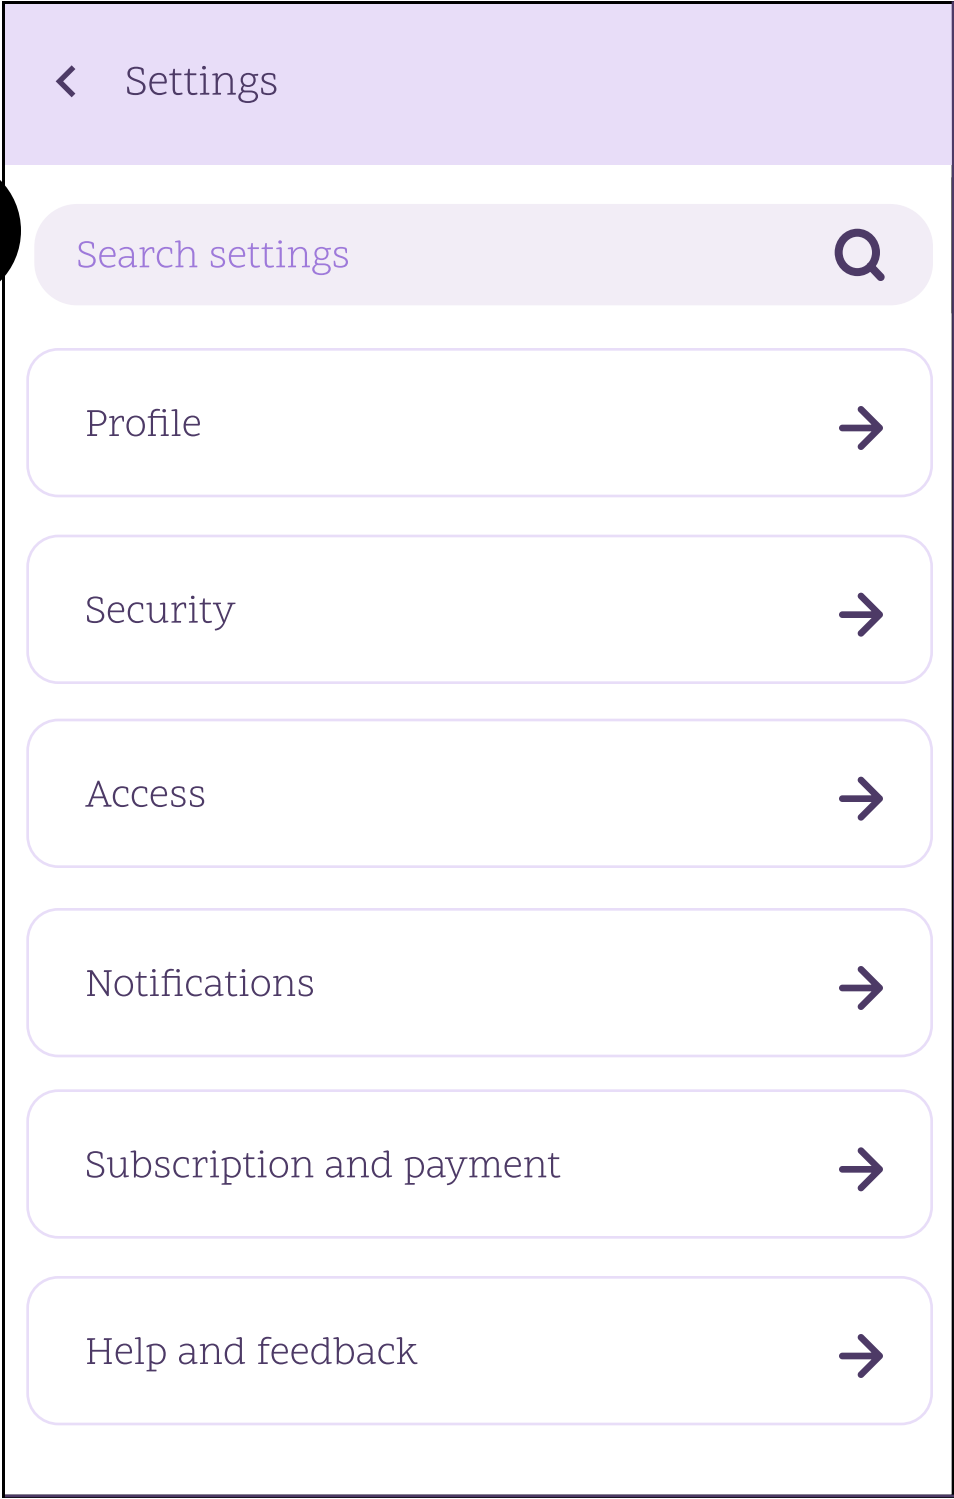 Settings
Search settings
Profile
Security
Access
Notifications
Subscription and payment
Help and feedback